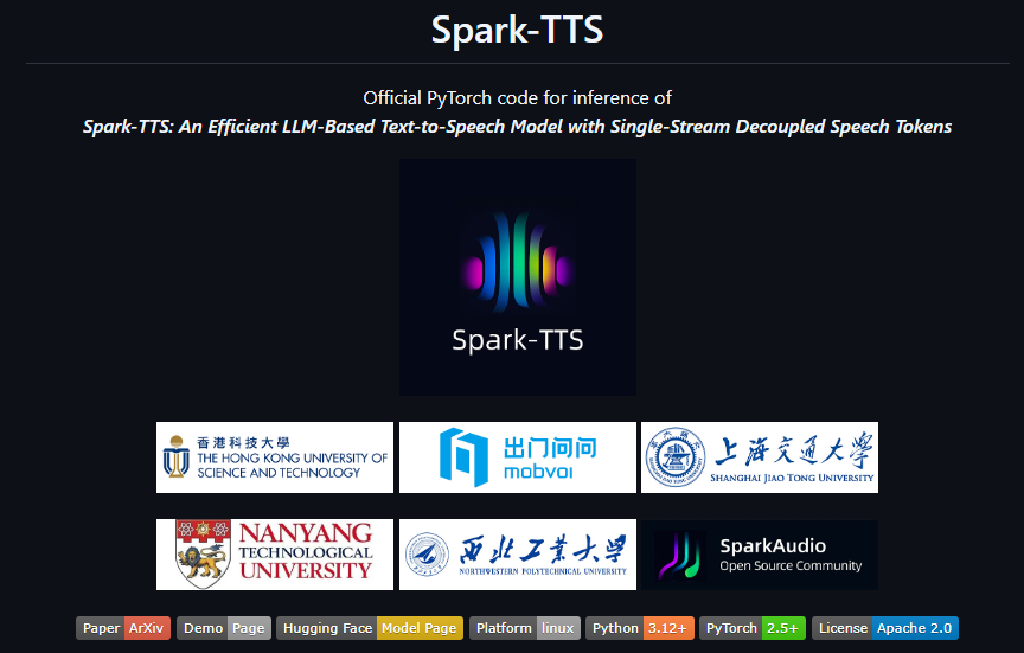 Spark-TTS
Official PyTorch code for inference of
Spark-TTS: An Efficient LLM-Based Text-to-Speech Model with Single-Stream Decoupled Speech Tokens
Spark-TTS
香港科技大學
THE HONG KONG UNIVERSITY OF
SCIENCE AND TECHNOLOGY
出门问问
mobvoi
上海交通大学
SHANGHAI JIAO TONG UNIVERSITY
NANYANG
TECHNOLOGICAL
UNIVERSITY
西北工业大学
NORTHWESTERN POLYTECHNICAL UNIVERSITY
SparkAudio
Open Source Community
Paper ArXiv Demo Page Hugging Face Model Page Platform linux Python 3.12+ PyTorch 2.5+ License Apache 2.0